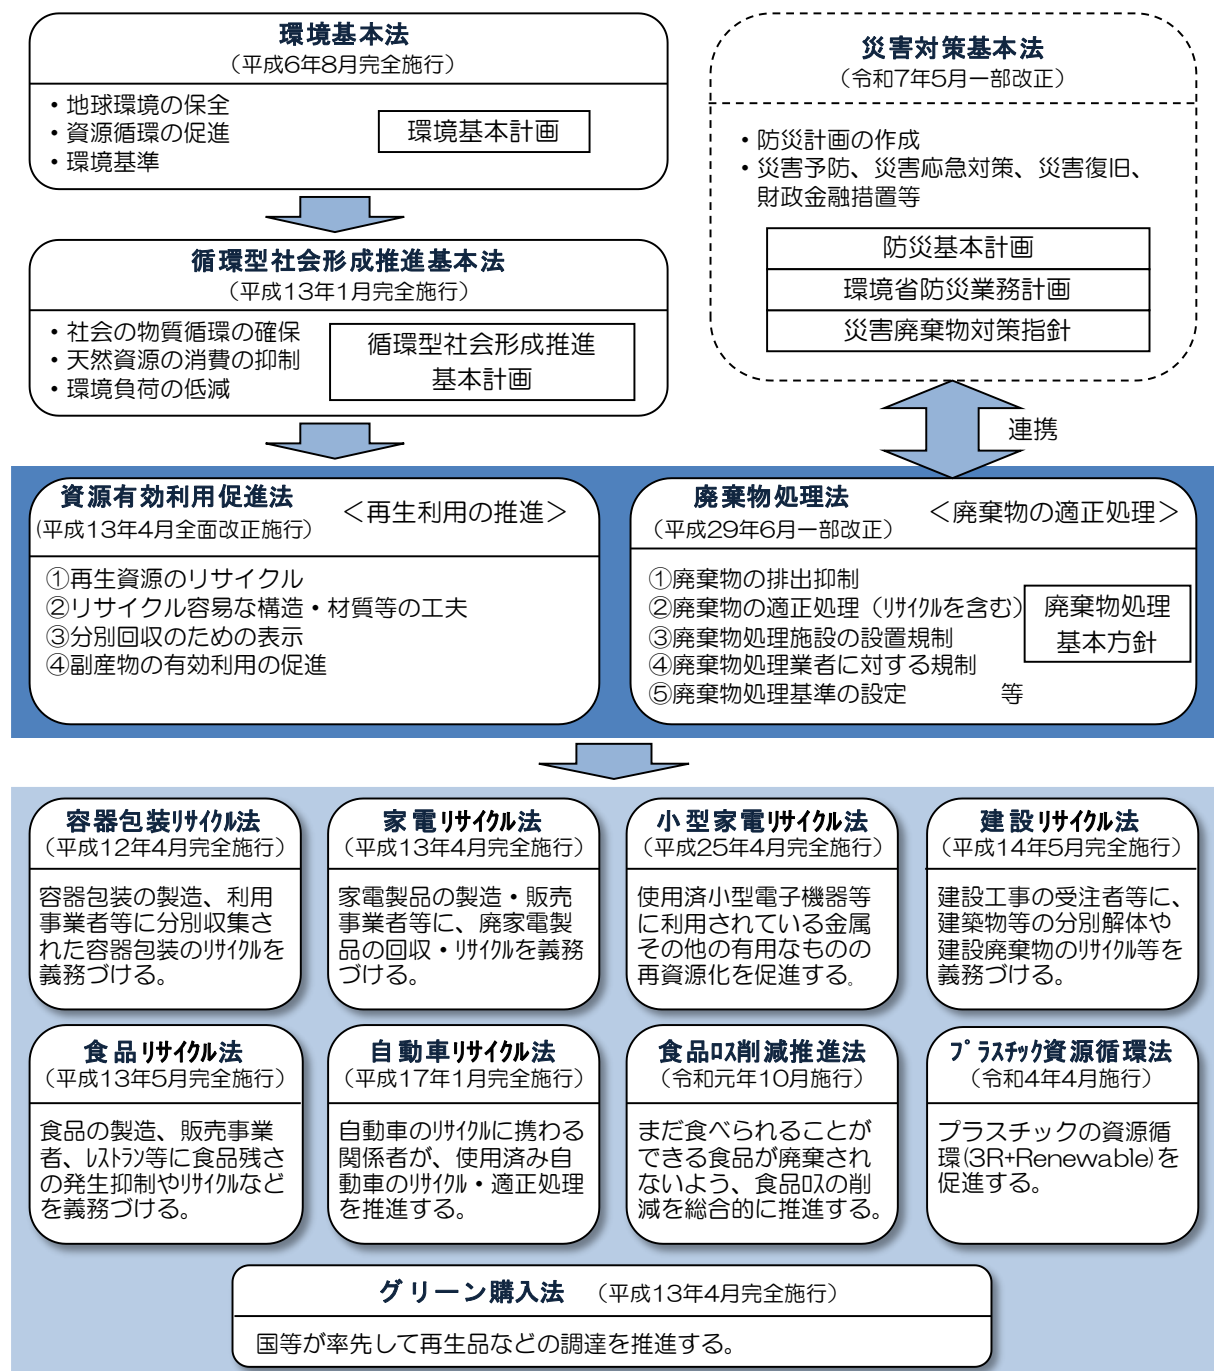 環境基本法
（平成6年8月完全施行）
・地球環境の保全
・資源循環の促進
・環境基準
環境基本計画
災害対策基本法
（令和7年5月一部改正）
・防災計画の作成
・災害予防、災害応急対策、災害復旧、
財政金融措置等
防災基本計画
環境省防災業務計画
災害廃棄物対策指針
循環型社会形成推進基本法
（平成13年1月完全施行）
・社会の物質循環の確保
・天然資源の消費の抑制
・環境負荷の低減
循環型社会形成推進
基本計画
連携
資源有効利用促進法
(平成13年4月全面改正施行）
＜再生利用の推進＞
①再生資源のリサイクル
②リサイクル容易な構造・材質等の工夫
③分別回収のための表示
④副産物の有効利用の促進
廃棄物処理法
（平成29年6月一部改正）
＜廃棄物の適正処理＞
①廃棄物の排出抑制
②廃棄物の適正処理（ﾘｻｲｸﾙを含む）
③廃棄物処理施設の設置規制
④廃棄物処理業者に対する規制
⑤廃棄物処理基準の設定　　　　等
廃棄物処理
基本方針
容器包装ﾘｻｲｸﾙ法
（平成12年4月完全施行）
容器包装の製造、利用
事業者等に分別収集さ
れた容器包装のﾘｻｲｸﾙを
義務づける。
家電ﾘｻｲｸﾙ法
（平成13年4月完全施行）
家電製品の製造・販売
事業者等に、廃家電製
品の回収・ﾘｻｲｸﾙを義務
づける。
小型家電ﾘｻｲｸﾙ法
（平成25年4月完全施行）
使用済小型電子機器等
に利用されている金属
その他の有用なものの
再資源化を促進する。
建設ﾘｻｲｸﾙ法
（平成14年5月完全施行）
建設工事の受注者等に、
建築物等の分別解体や
建設廃棄物のﾘｻｲｸﾙ等を
義務づける。
食品ﾘｻｲｸﾙ法
（平成13年5月完全施行）
食品の製造、販売事業
者、ﾚｽﾄﾗﾝ等に食品残さ
の発生抑制やﾘｻｲｸﾙなど
を義務づける。
自動車ﾘｻｲｸﾙ法
（平成17年1月完全施行）
自動車のﾘｻｲｸﾙに携わる
関係者が、使用済み自
動車のﾘｻｲｸﾙ・適正処理
を推進する。
食品ﾛｽ削減推進法
（令和元年10月施行）
まだ食べられることが
できる食品が廃棄され
ないよう、食品ﾛｽの削
減を総合的に推進する。
ﾌﾟﾗｽﾁｯｸ資源循環法
（令和4年4月施行）
プラスチックの資源循
環(3R+Renewable)を
促進する。
グリーン購入法　（平成13年4月完全施行）
国等が率先して再生品などの調達を推進する。